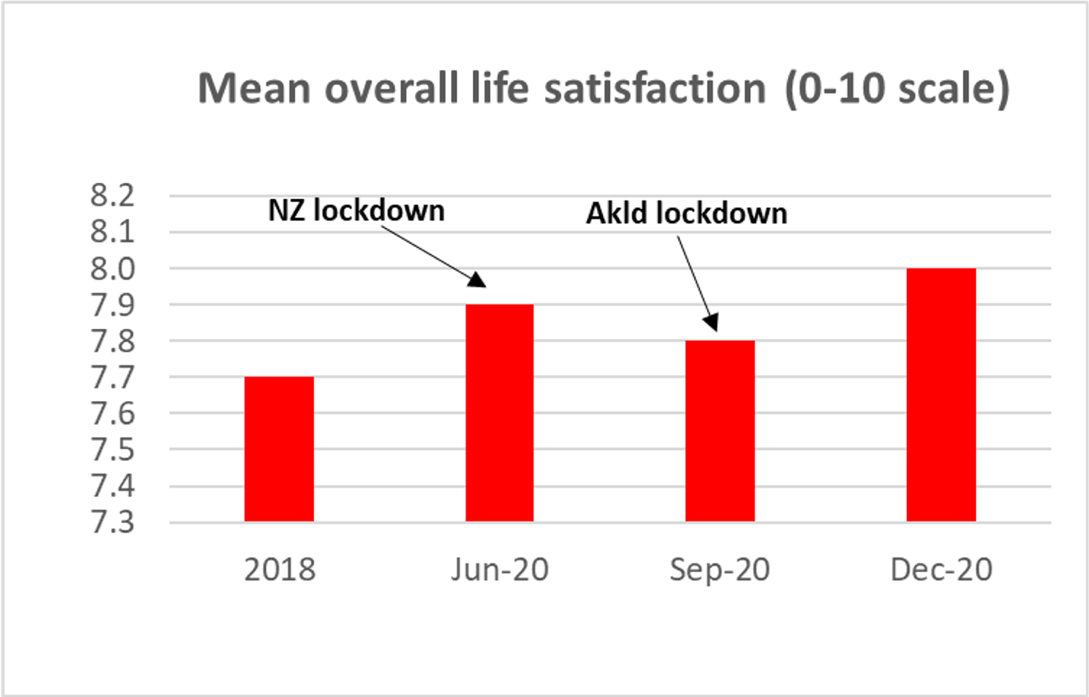 Mean overall life satisfaction (0-10 scale)
8.2
NZ lockdown
Akld lockdown
8.1
8.0
7.9
7.8
7.7
7.6
7.5
7.4
7.3
2018
Jun-20
Sep-20
Dec-20